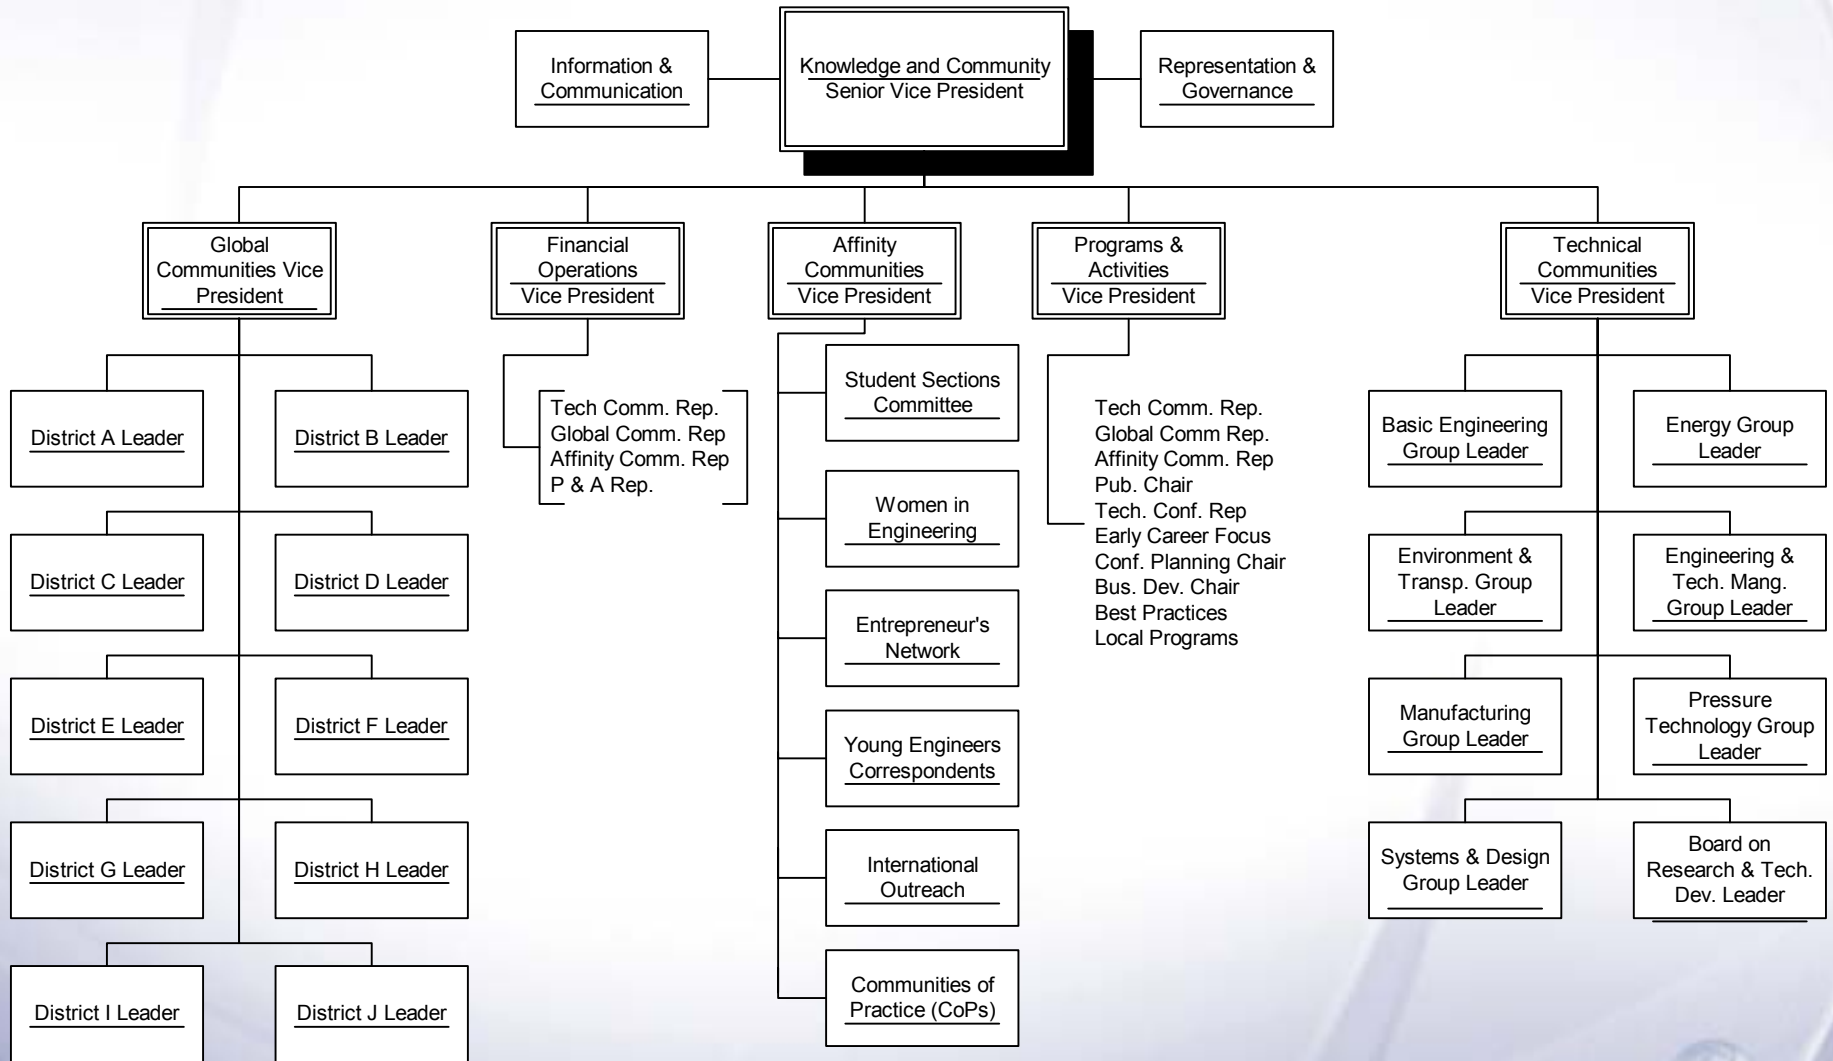 Information &
Communication
Knowledge and Community
Senior Vice President
Representation &
Governance
Global
Communities Vice
President
Financial
Operations
Vice President
Affinity
Communities
Vice President
Programs &
Activities
Vice President
Technical
Communities
Vice President
District A Leader
District B Leader
District C Leader
District D Leader
District E Leader
District F Leader
District G Leader
District H Leader
District I Leader
District J Leader
Tech Comm. Rep.
Global Comm. Rep
Affinity Comm. Rep
P & A Rep.
Student Sections
Committee
Women in
Engineering
Entrepreneur's
Network
Young Engineers
Correspondents
International
Outreach
Communities of
Practice (CoPs)
Tech Comm. Rep.
Global Comm Rep.
Affinity Comm. Rep
Pub. Chair
Tech. Conf. Rep
Early Career Focus
Conf. Planning Chair
Bus. Dev. Chair
Best Practices
Local Programs
Basic Engineering
Group Leader
Energy Group
Leader
Environment &
Transp. Group
Leader
Engineering &
Tech. Mang.
Group Leader
Manufacturing
Group Leader
Pressure
Technology Group
Leader
Systems & Design
Group Leader
Board on
Research & Tech.
Dev. Leader